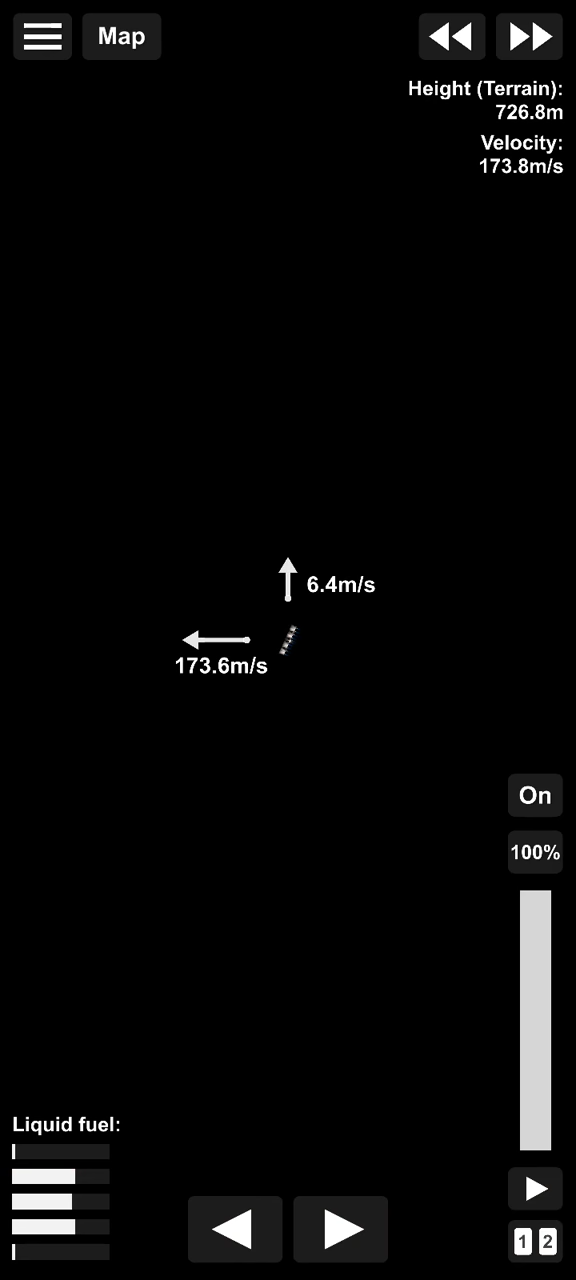 Map
Height (Terrain):
726.8m
Velocity:
173.8m/s
6.4m/s
173.6m/s
On
100%
Liquid fuel:
1 2